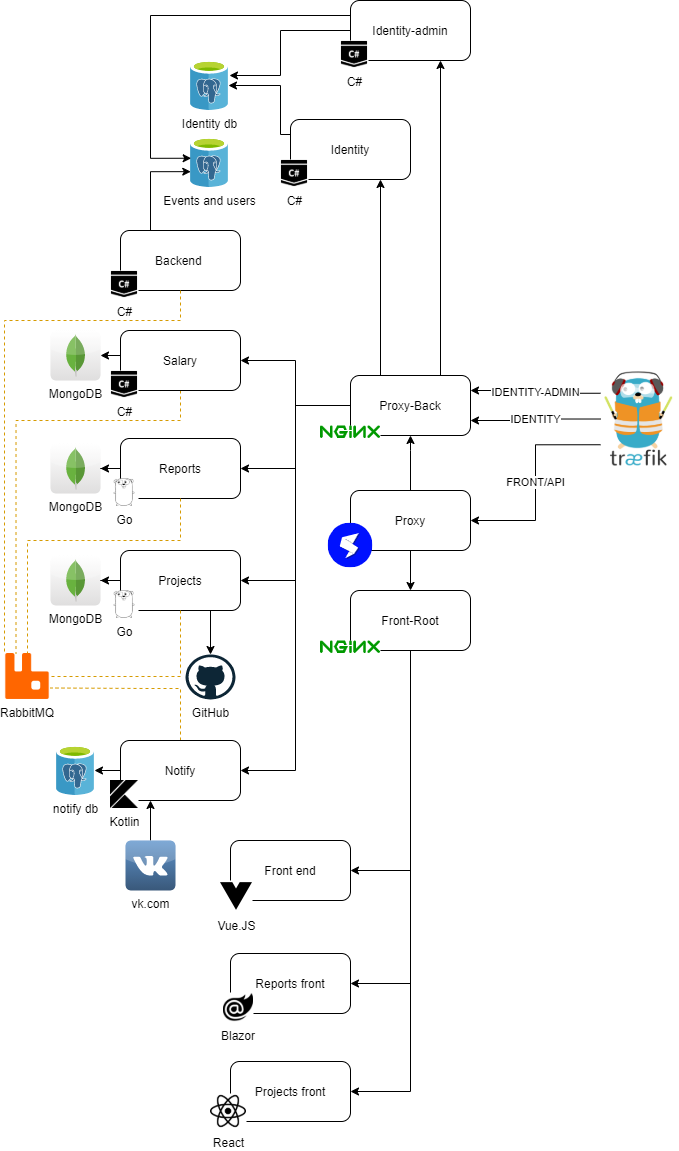 Identity-admin
C#
C#
Identity db
Identity
C#
C#
Events and users
Backend
C#
C#
Salary
MongoDB
C#
C#
Proxy-Back
NGiNX
IDENTITY-ADMIN
IDENTITY
træfik
Reports
MongoDB
Go
FRONT/API
Proxy
Projects
MongoDB
Go
Front-Root
NGiNX
RabbitMQ
GitHub
Notify
notify db
Kotlin
vk.com
Front end
Vue.JS
Reports front
Blazor
Projects front
React